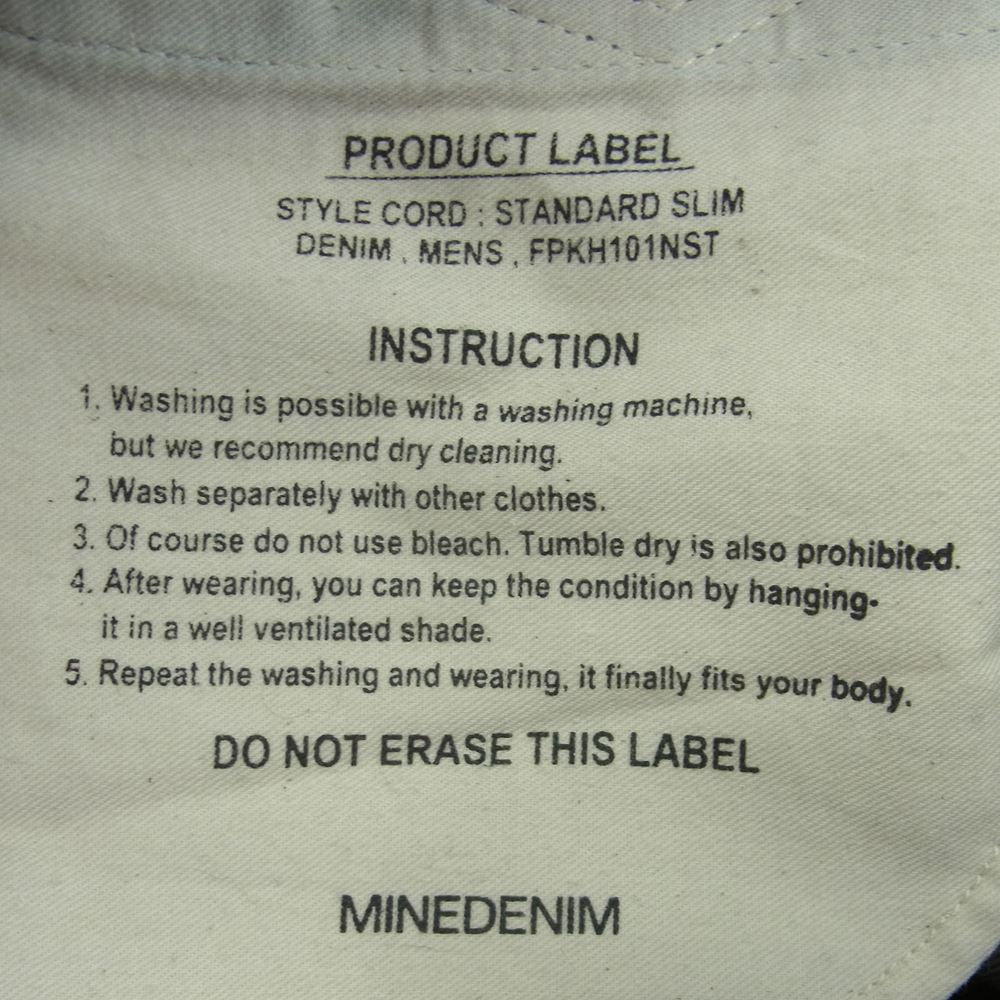 PRODUCT LABEL
STYLE CORD : STANDARD SLIM
DENIM , MENS , FPKH101NST
INSTRUCTION
1. Washing is possible with a washing machine,
but we recommend dry cleaning.
2. Wash separately with other clothes.
3. Of course do not use bleach. Tumble dry is also prohibited.
4. After wearing, you can keep the condition by hanging.
it in a well ventilated shade.
5. Repeat the washing and wearing, it finally fits your body.
DO NOT ERASE THIS LABEL
MINEDENIM